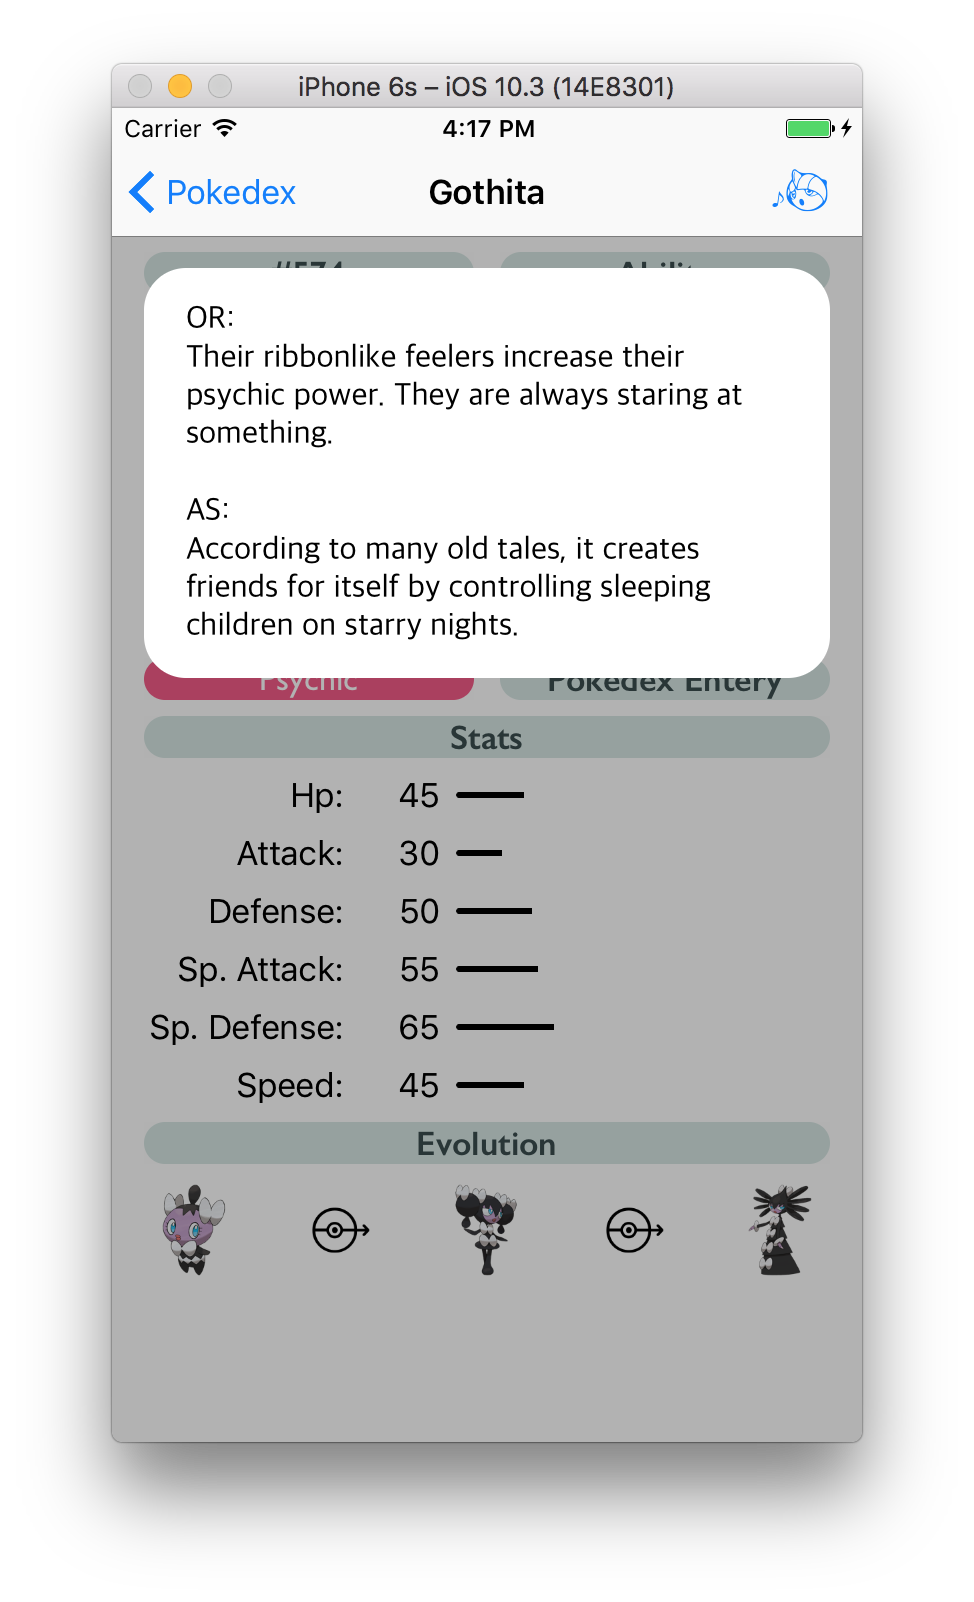 iPhone 6s – iOS 10.3 (14E8301)
Carrier 4:17 PM
Pokedex Gothita
#574 Ability
OR:
Their ribbonlike feelers increase their
psychic power. They are always staring at
something.
AS:
According to many old tales, it creates
friends for itself by controlling sleeping
children on starry nights.
Psychic Pokedex Entery
Stats
Hp: 45
Attack: 30
Defense: 50
Sp. Attack: 55
Sp. Defense: 65
Speed: 45
Evolution